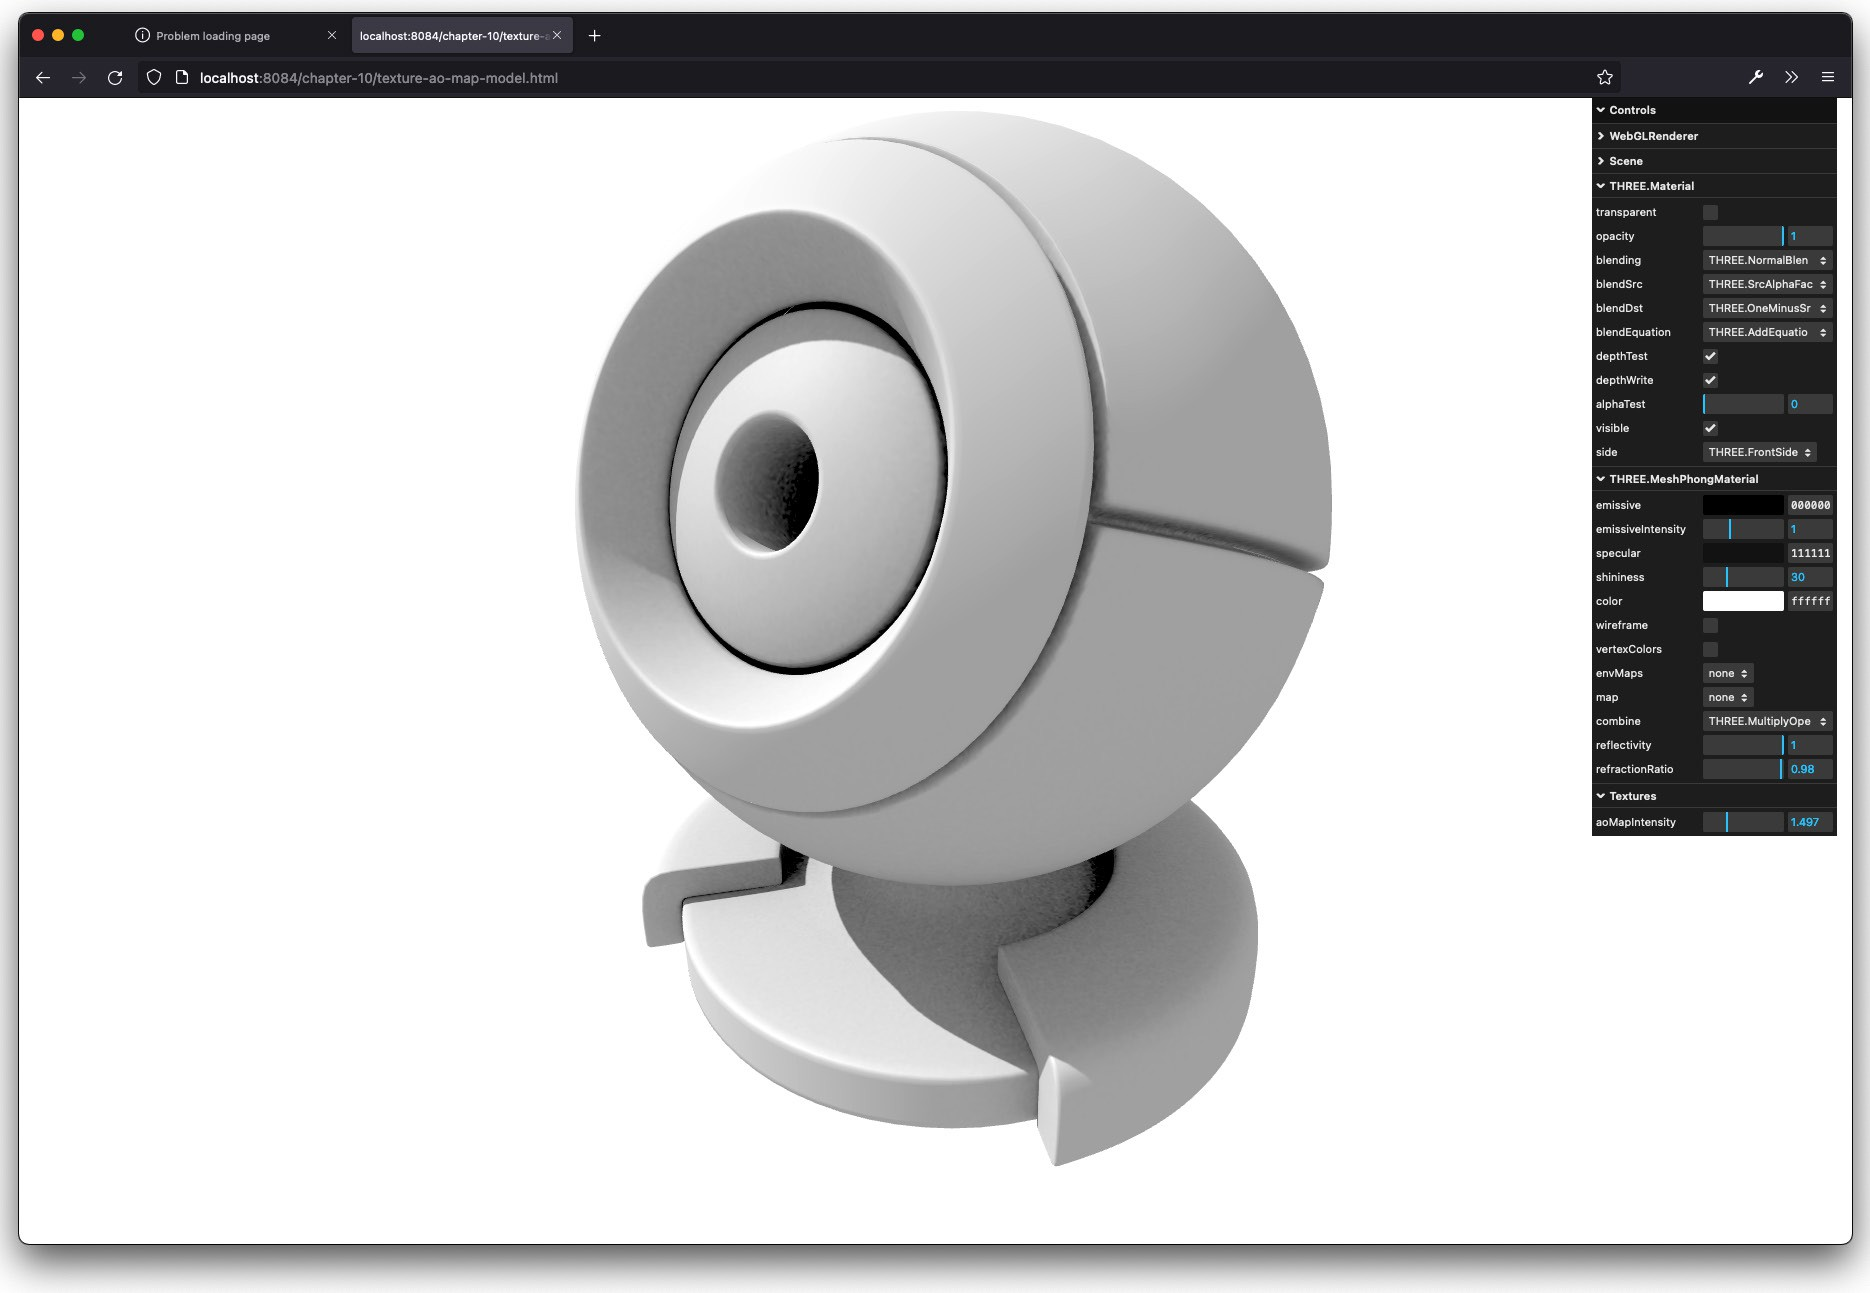 Problem loading page
localhost:8084/chapter-10/texture-a
localhost:8084/chapter-10/texture-ao-map-model.html
Controls
WebGLRenderer
Scene
THREE.Material
transparent
opacity 1
blending THREE.NormalBlen
blendSrc THREE.SrcAlphaFac
blendDst THREE.OneMinusSr
blendEquation THREE.AddEquatio
depthTest
depthWrite
alphaTest 0
visible
side THREE.FrontSide
THREE.MeshPhongMaterial
emissive 000000
emissiveIntensity 1
specular 111111
shininess 30
color ffffff
wireframe
vertexColors
envMaps none
map none
combine THREE.MultiplyOpe
reflectivity 1
refractionRatio 0.98
Textures
aoMapIntensity 1.497